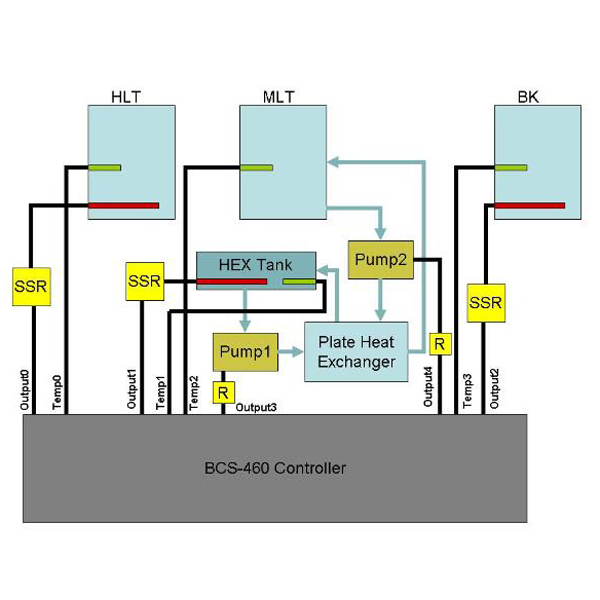 HLT
MLT
BK
HEX Tank
Pump2
SSR
SSR
SSR
Plate Heat
Exchanger
Pump1
R
R
Output0
Temp0
Output1
Temp1
Temp2
Output3
Output4
Temp3
Output2
BCS-460 Controller